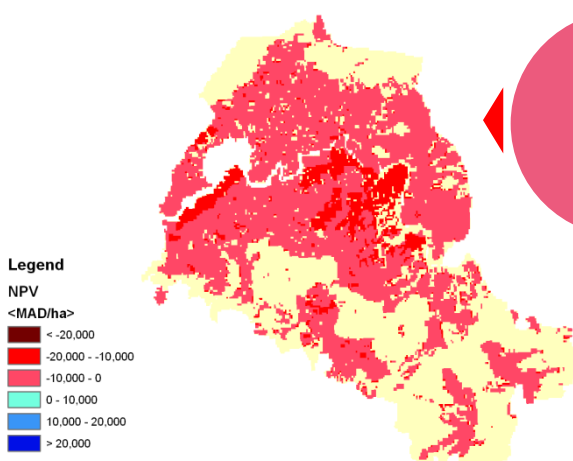 Legend
NPV
<MAD/ha>
< -20,000
-20,000 - -10,000
-10,000 - 0
0 - 10,000
10,000 - 20,000
> 20,000